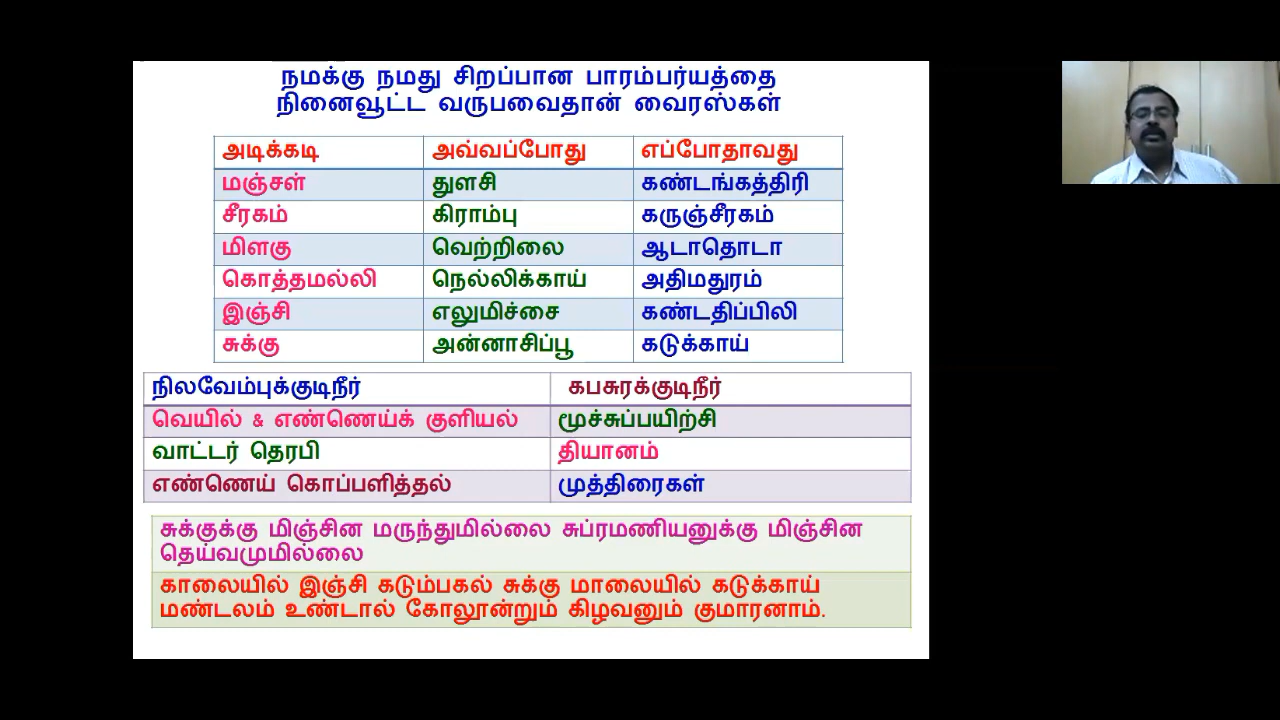 நமக்கு நமது சிறப்பான பாரம்பர்யத்தை
நினைவூட்ட வருபவைதான் வைரஸ்கள்
அடிக்கடி அவ்வப்போது எப்போதாவது
மஞ்சள் துளசி கண்டங்கத்திரி
சீரகம் கிராம்பு கருஞ்சீரகம்
மிளகு வெற்றிலை ஆடாதொடா
கொத்தமல்லி நெல்லிக்காய் அதிமதுரம்
இஞ்சி எலுமிச்சை கண்டதிப்பிலி
சுக்கு அன்னாசிப்பூ கடுக்காய்
நிலவேம்புக்குடிநீர் கபசுரக்குடிநீர்
வெயில் & எண்ணெய்க் குளியல் மூச்சுப்பயிற்சி
வாட்டர் தெரபி தியானம்
எண்ணெய் கொப்பளித்தல் முத்திரைகள்
சுக்குக்கு மிஞ்சின மருந்துமில்லை சுப்ரமணியனுக்கு மிஞ்சின
தெய்வமுமில்லை
காலையில் இஞ்சி கடும்பகல் சுக்கு மாலையில் கடுக்காய்
மண்டலம் உண்டால் கோலூன்றும் கிழவனும் குமாரனாம்.